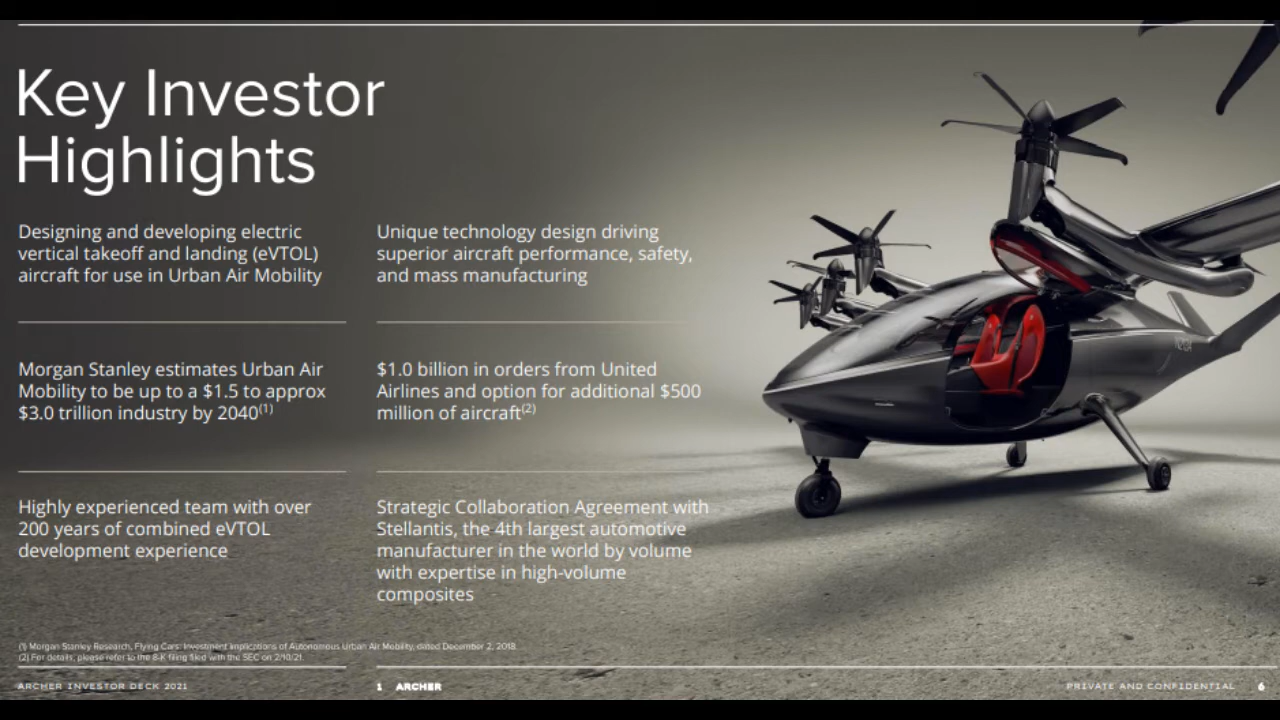 Key Investor
Highlights
Designing and developing electric
vertical takeoff and landing (eVTOL)
aircraft for use in Urban Air Mobility
Unique technology design driving
superior aircraft performance, safety,
and mass manufacturing
Morgan Stanley estimates Urban Air
Mobility to be up to a $1.5 to approx
$3.0 trillion industry by 2040(1)
$1.0 billion in orders from United
Airlines and option for additional $500
million of aircraft(2)
Highly experienced team with over
200 years of combined eVTOL
development experience
Strategic Collaboration Agreement with
Stellantis, the 4th largest automotive
manufacturer in the world by volume
with expertise in high-volume
composites
(1) Morgan Stanley Research, Flying Cars: Investment Implications of Autonomous Urban Air Mobility, dated December 2, 2018.
(2) For details, please refer to the 8-K filing filed with the SEC on 2/10/21.
ARCHER INVESTOR DECK 2021
1 ARCHER
PRIVATE AND CONFIDENTIAL 6